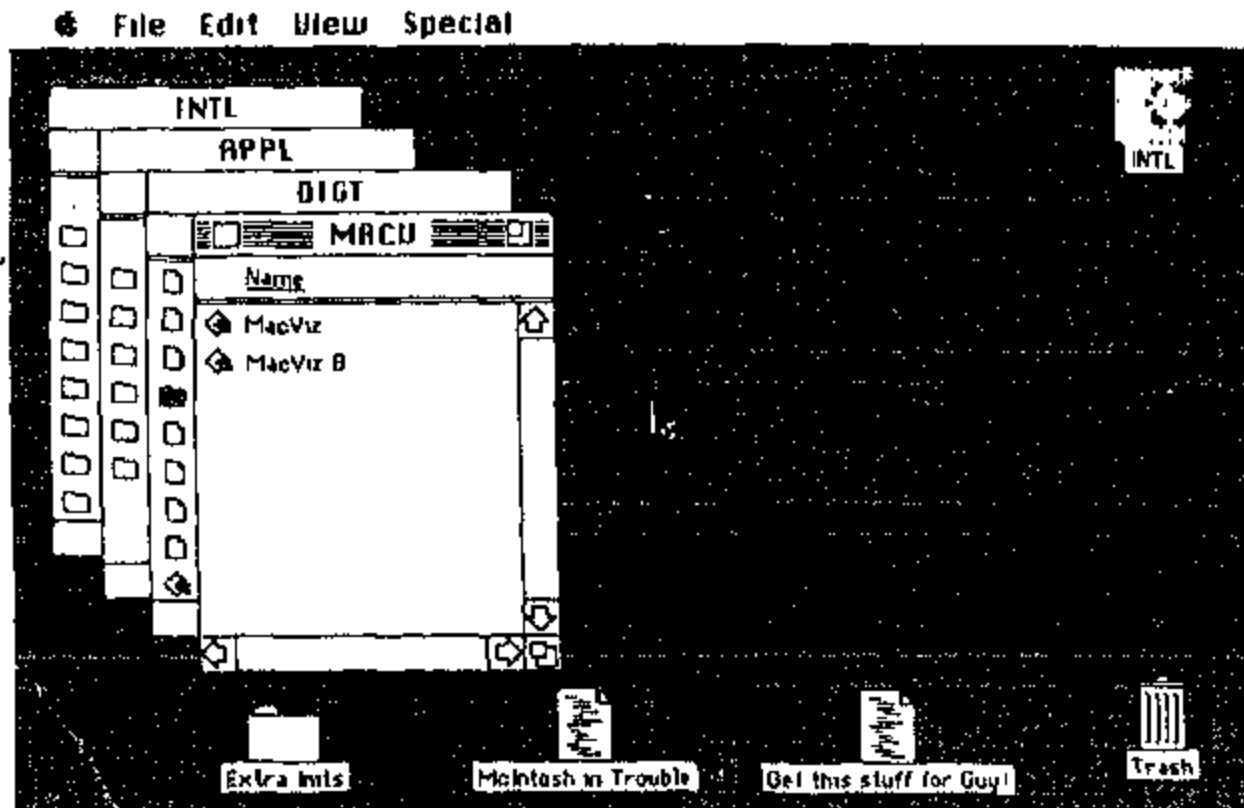 File Edit View Special
INTL
APPL
DIGT
MACV
Name
MacViz
MacViz B
INTL
Extra Inits
McIntosh in Trouble
Get this stuff for Guy!
Trash